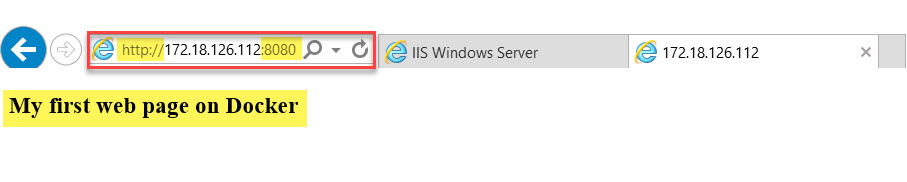 http://172.18.126.112:8080
IIS Windows Server
172.18.126.112
My first web page on Docker